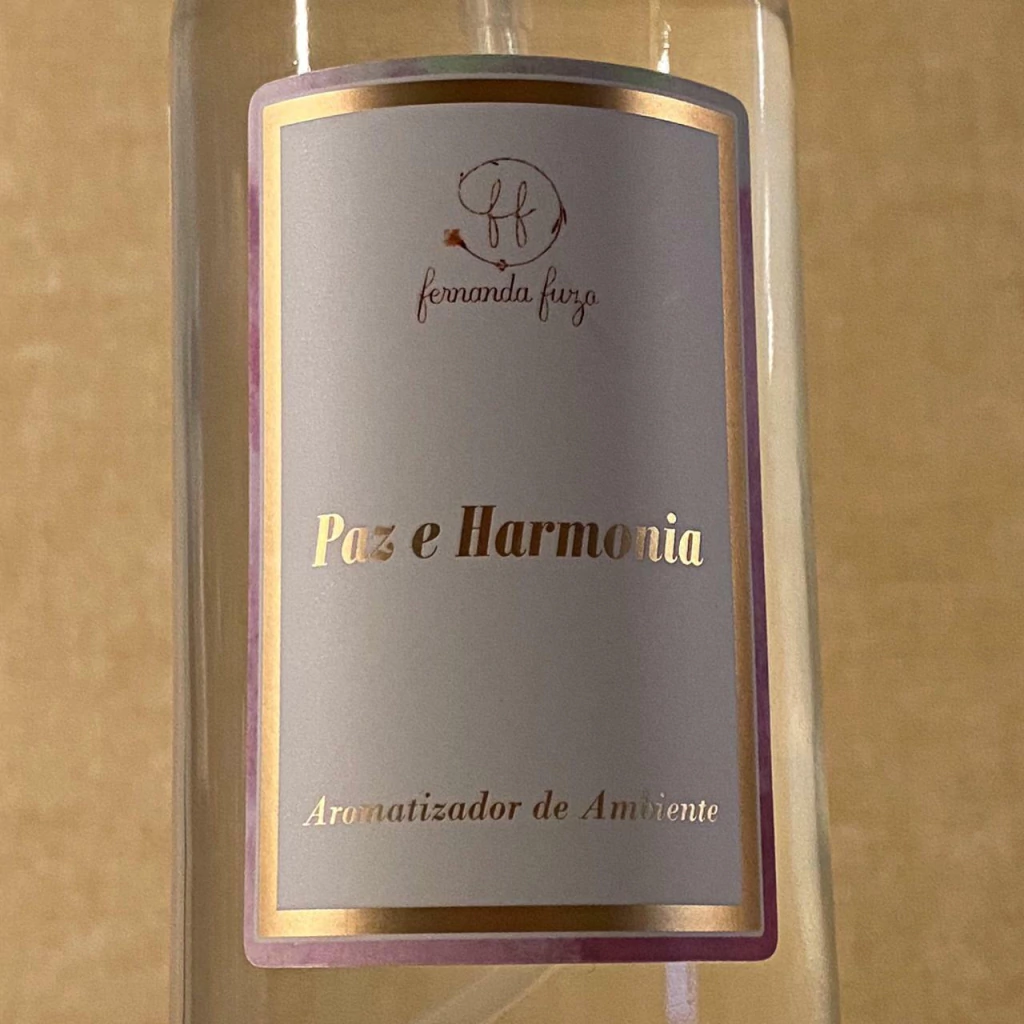 ff
fernanda fuzo
Paz e Harmonia
Aromatizador de Ambiente